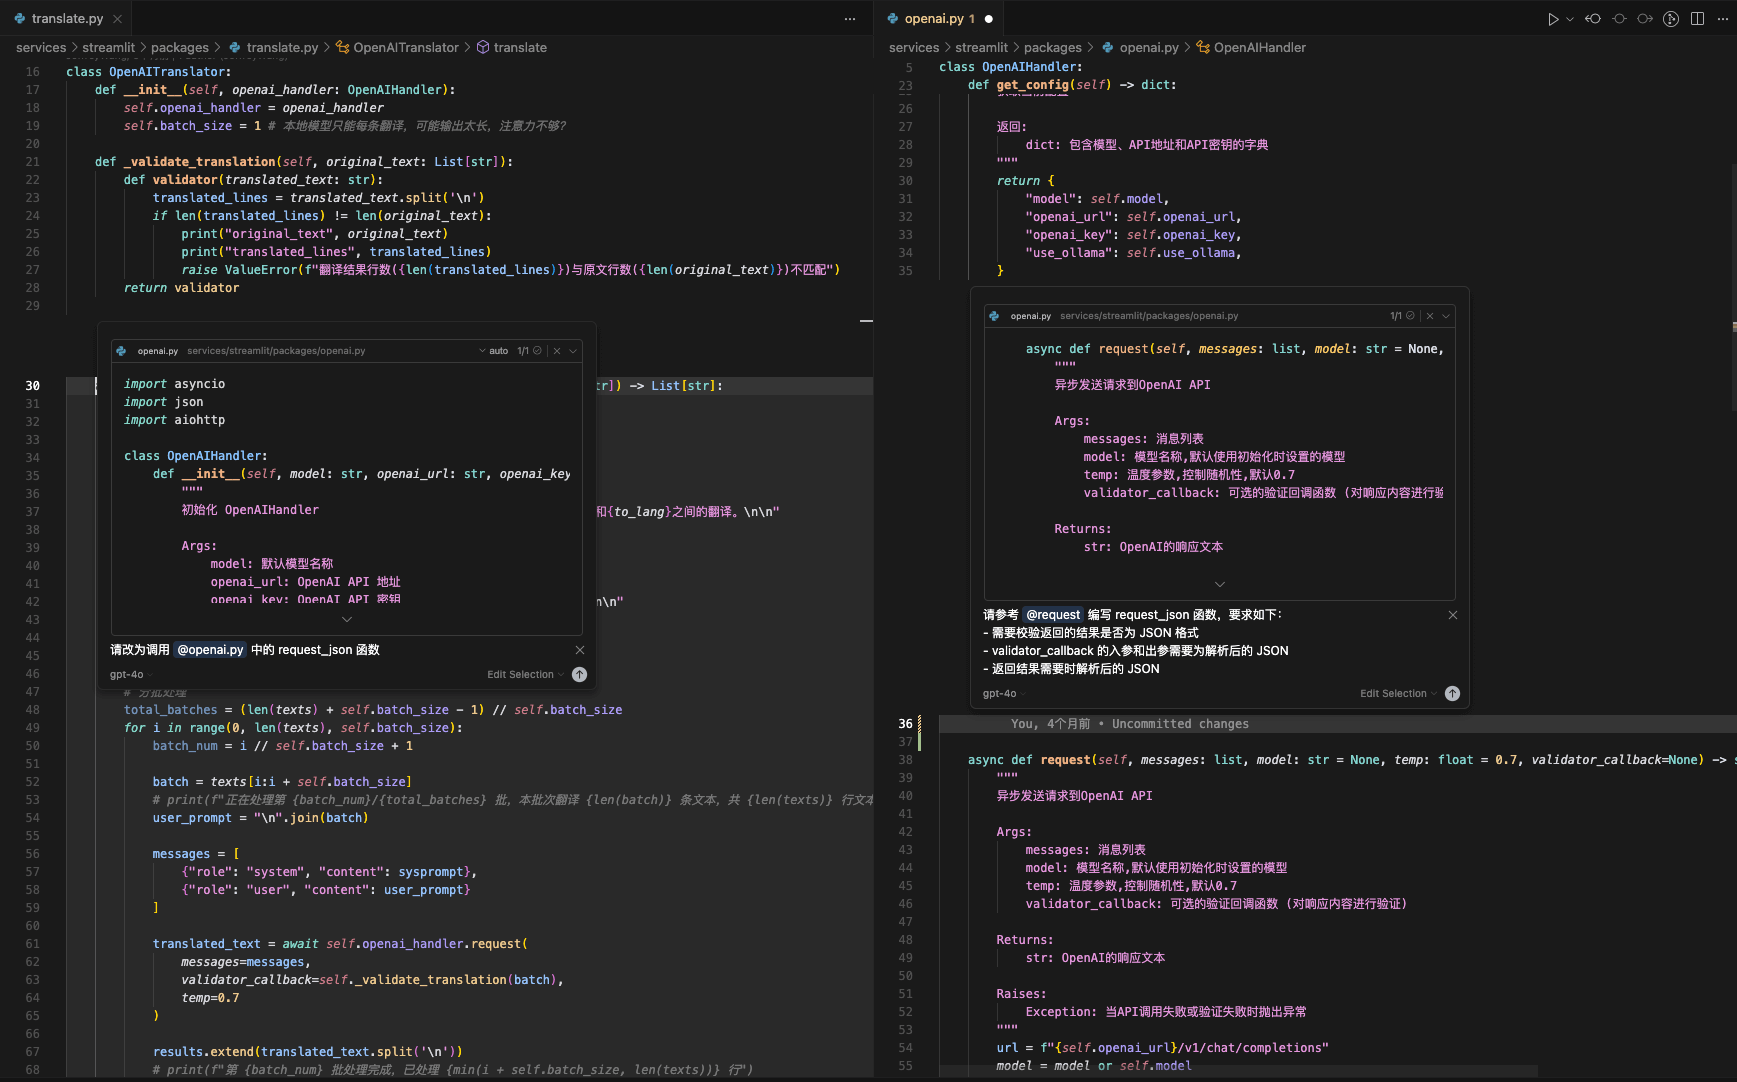 translate.py
services > streamlit > packages > translate.py > OpenAITranslator > translate
16 class OpenAITranslator:
17 def __init__(self, openai_handler: OpenAIHandler):
18 self.openai_handler = openai_handler
19 self.batch_size = 1 # 本地模型只能每条翻译，可能输出太长，注意力不够?
20
21 def _validate_translation(self, original_text: List[str]):
22 def validator(translated_text: str):
23 translated_lines = translated_text.split('\n')
24 if len(translated_lines) != len(original_text):
25 print("original_text", original_text)
26 print("translated_lines", translated_lines)
27 raise ValueError(f"翻译结果行数({len(translated_lines)})与原文行数({len(original_text)})不匹配")
28 return validator
29
openai.py services/streamlit/packages/openai.py auto 1/1
import asyncio
import json
import aiohttp
class OpenAIHandler:
def __init__(self, model: str, openai_url: str, openai_key
"""
初始化 OpenAIHandler
Args:
model: 默认模型名称
openai_url: OpenAI API 地址
openai_key: OpenAI API 密钥
请改为调用 @openai.py 中的 request_json 函数
gpt-4o Edit Selection
30 tr]) -> List[str]:
31
32
33
34
35
36
37 和{to_lang}之间的翻译。\n\n"
38
39
40
41
42 \n\n"
43
44
45
46
47 # 分批处理
48 total_batches = (len(texts) + self.batch_size - 1) // self.batch_size
49 for i in range(0, len(texts), self.batch_size):
50 batch_num = i // self.batch_size + 1
51
52 batch = texts[i:i + self.batch_size]
53 # print(f"正在处理第 {batch_num}/{total_batches} 批，本批次翻译 {len(batch)} 条文本，共 {len(texts)} 行文本
54 user_prompt = "\n".join(batch)
55
56 messages = [
57 {"role": "system", "content": sysprompt},
58 {"role": "user", "content": user_prompt}
59 ]
60
61 translated_text = await self.openai_handler.request(
62 messages=messages,
63 validator_callback=self._validate_translation(batch),
64 temp=0.7
65 )
66
67 results.extend(translated_text.split('\n'))
68 # print(f"第 {batch_num} 批处理完成，已处理 {min(i + self.batch_size, len(texts))} 行")
openai.py 1
services > streamlit > packages > openai.py > OpenAIHandler
5 class OpenAIHandler:
23 def get_config(self) -> dict:
26
27 返回:
28 dict: 包含模型、API地址和API密钥的字典
29 """
30 return {
31 "model": self.model,
32 "openai_url": self.openai_url,
33 "openai_key": self.openai_key,
34 "use_ollama": self.use_ollama,
35 }
openai.py services/streamlit/packages/openai.py 1/1
async def request(self, messages: list, model: str = None,
"""
异步发送请求到OpenAI API
Args:
messages: 消息列表
model: 模型名称,默认使用初始化时设置的模型
temp: 温度参数,控制随机性,默认0.7
validator_callback: 可选的验证回调函数 (对响应内容进行验
Returns:
str: OpenAI的响应文本
请参考 @request 编写 request_json 函数，要求如下：
- 需要校验返回的结果是否为 JSON 格式
- validator_callback 的入参和出参需要为解析后的 JSON
- 返回结果需要时解析后的 JSON
gpt-4o Edit Selection
36 You, 4个月前 • Uncommitted changes
37
38 async def request(self, messages: list, model: str = None, temp: float = 0.7, validator_callback=None) -> s
39 """
40 异步发送请求到OpenAI API
41
42 Args:
43 messages: 消息列表
44 model: 模型名称,默认使用初始化时设置的模型
45 temp: 温度参数,控制随机性,默认0.7
46 validator_callback: 可选的验证回调函数 (对响应内容进行验证)
47
48 Returns:
49 str: OpenAI的响应文本
50
51 Raises:
52 Exception: 当API调用失败或验证失败时抛出异常
53 """
54 url = f"{self.openai_url}/v1/chat/completions"
55 model = model or self.model